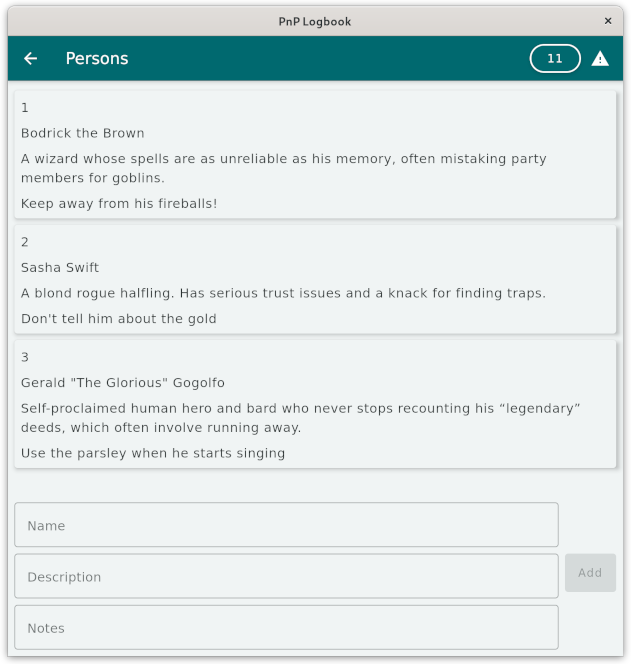 PnP Logbook
Persons
11
1
Bodrick the Brown
A wizard whose spells are as unreliable as his memory, often mistaking party
members for goblins.
Keep away from his fireballs!
2
Sasha Swift
A blond rogue halfling. Has serious trust issues and a knack for finding traps.
Don't tell him about the gold
3
Gerald "The Glorious" Gogolfo
Self-proclaimed human hero and bard who never stops recounting his “legendary”
deeds, which often involve running away.
Use the parsley when he starts singing
Name
Description
Add
Notes